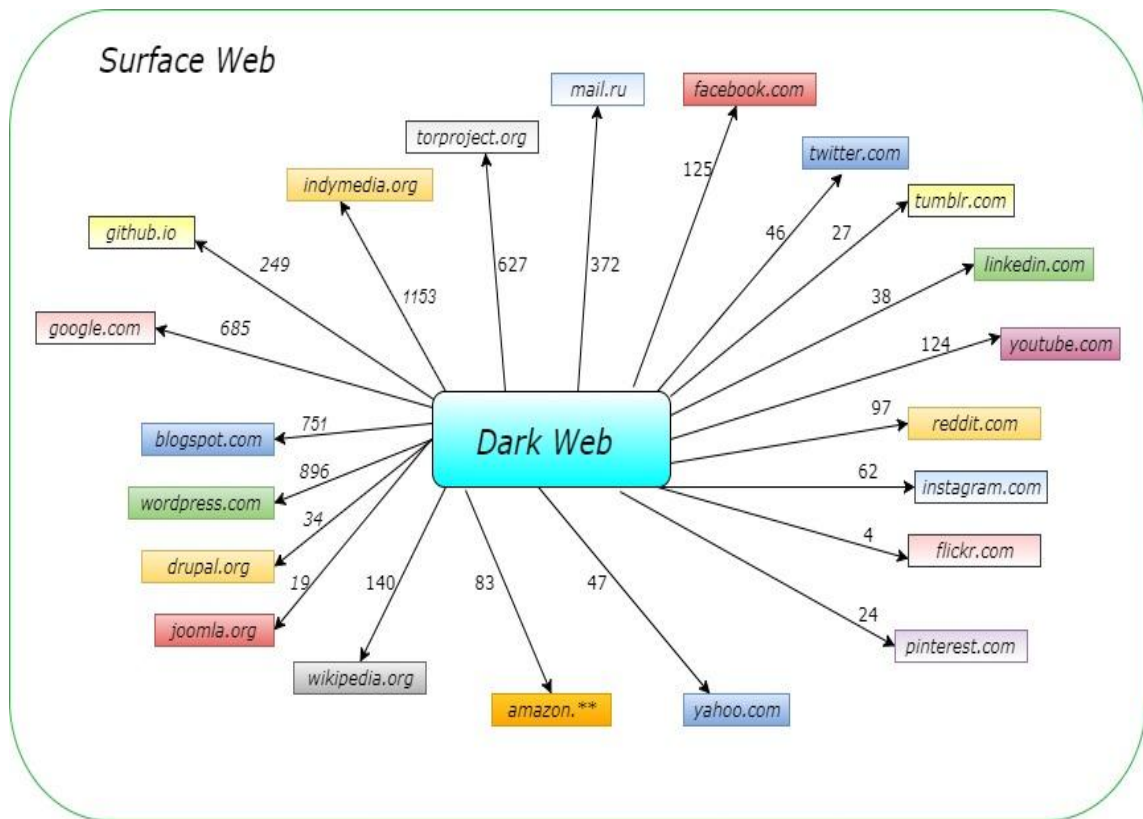 Surface Web
mail.ru
facebook.com
torproject.org
twitter.com
indymedia.org
tumblr.com
github.io
linkedin.com
google.com
youtube.com
125
46
27
249
1153
627
372
38
685
124
blogspot.com
751
Dark Web
97
reddit.com
wordpress.com
896
62
instagram.com
drupal.org
34
4
flickr.com
joomla.org
19
140
83
47
24
pinterest.com
wikipedia.org
amazon.**
yahoo.com